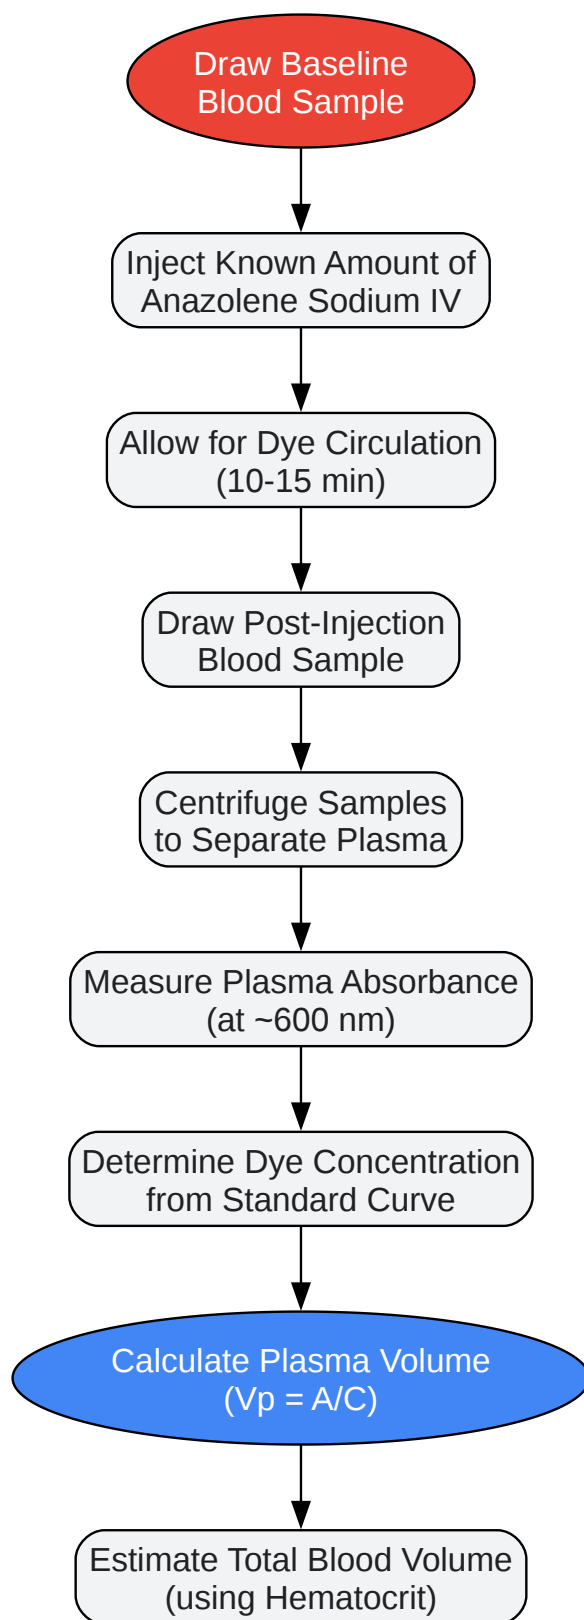 Draw Baseline
Blood Sample
Inject Known Amount of
Anazolene Sodium IV
Allow for Dye Circulation
(10-15 min)
Draw Post-Injection
Blood Sample
Centrifuge Samples
to Separate Plasma
Measure Plasma Absorbance
(at ~600 nm)
Determine Dye Concentration
from Standard Curve
Calculate Plasma Volume
(Vp = A/C)
Estimate Total Blood Volume
(using Hematocrit)